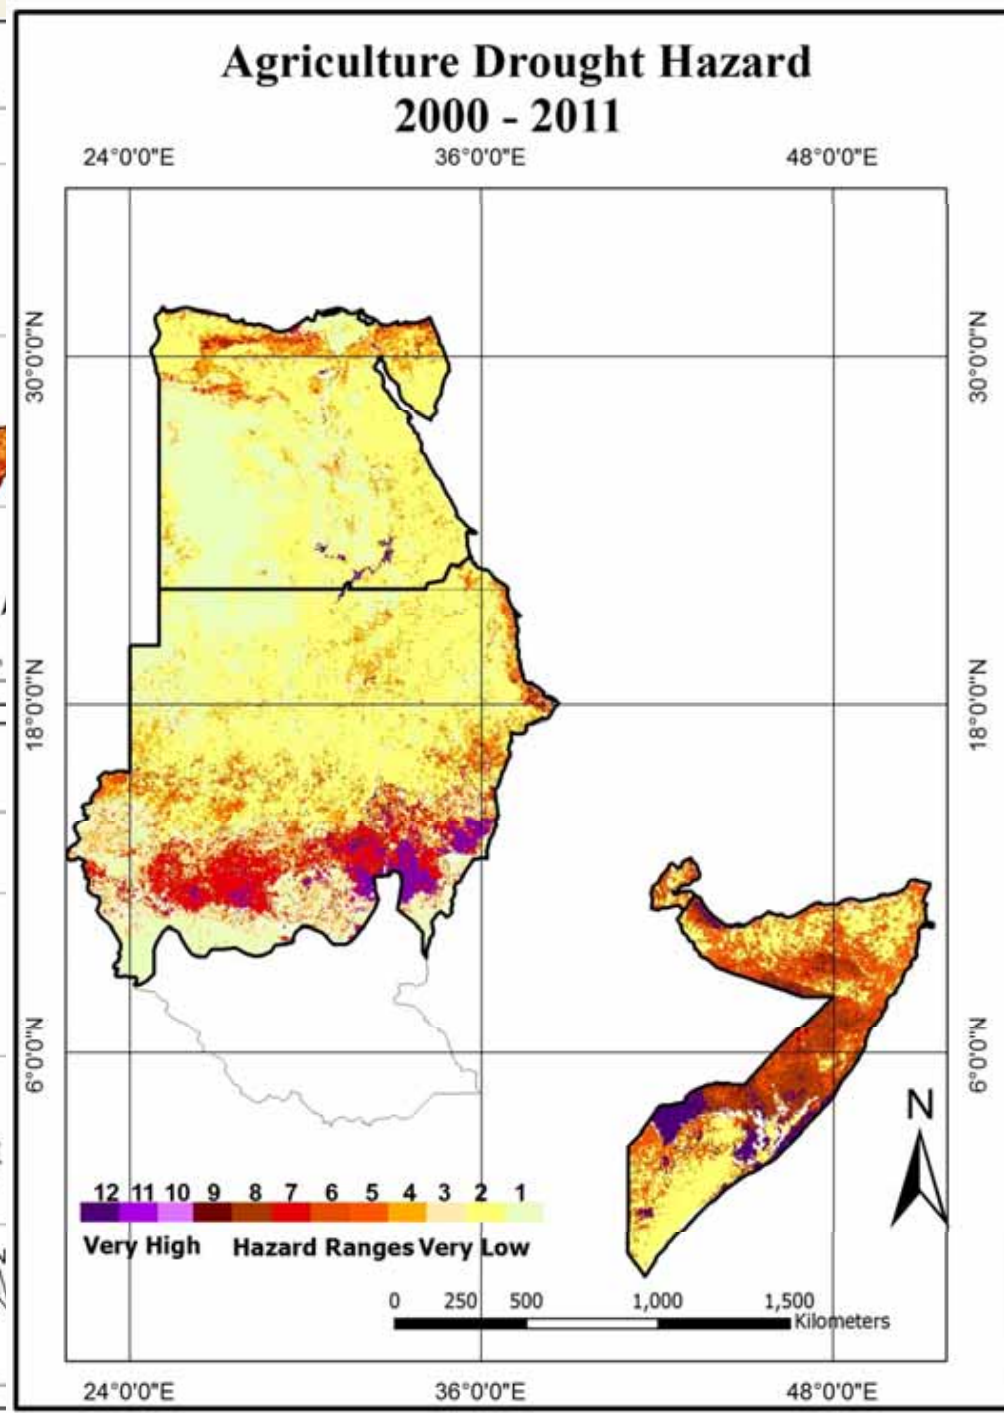 Agriculture Drought Hazard
2000 - 2011
24°0'0"E 36°0'0"E 48°0'0"E
30°0'0"N 30°0'0"N
18°0'0"N 18°0'0"N
6°0'0"N 6°0'0"N
N
12 11 10 9 8 7 6 5 4 3 2 1
Very High Hazard Ranges Very Low
0 250 500 1,000 1,500
Kilometers
24°0'0"E 36°0'0"E 48°0'0"E